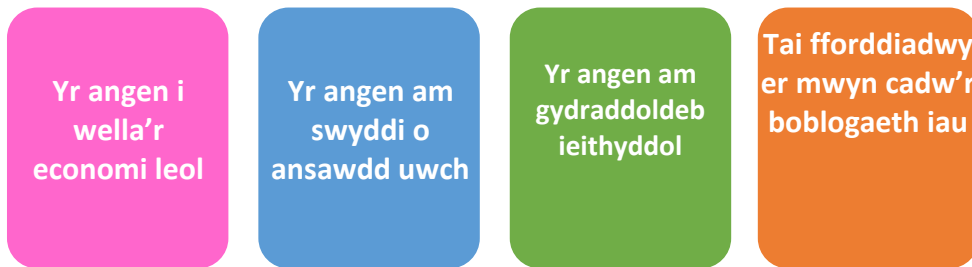 Yr angen i
wella'r
economi leol
Yr angen am
swyddi o
ansawdd uwch
Yr angen am
gydraddoldeb
ieithyddol
Tai fforddiadwy
er mwyn cadw'r
boblogaeth iau